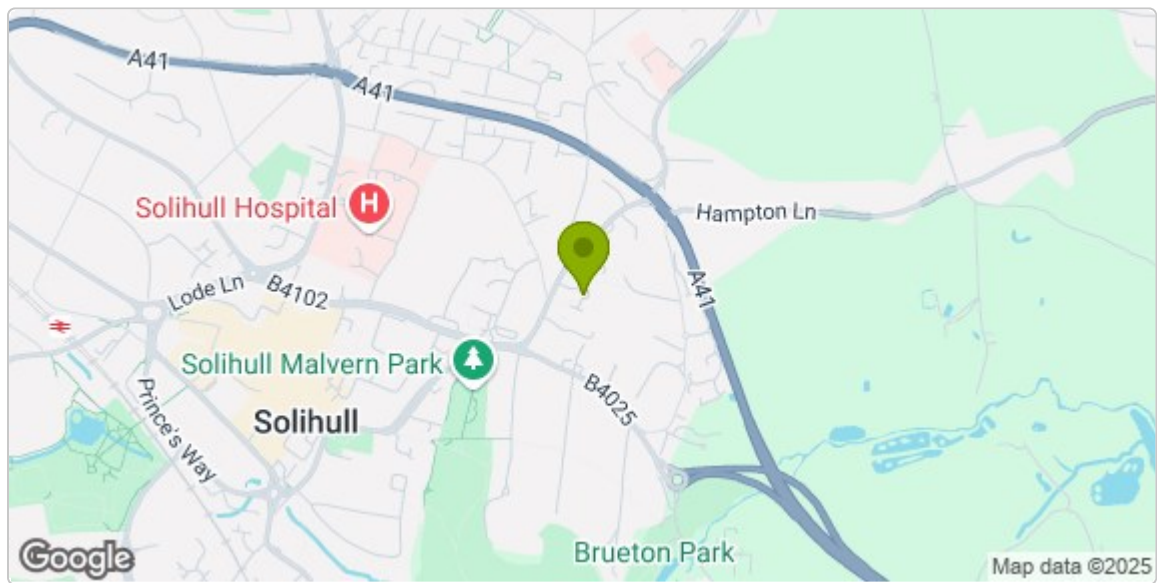 A41
A41
Solihull Hospital
H
Hampton Ln
Lode Ln
B4102
A41
Solihull Malvern Park
B4025
Prince's Way
Solihull
Brueton Park
Google
Map data ©2025